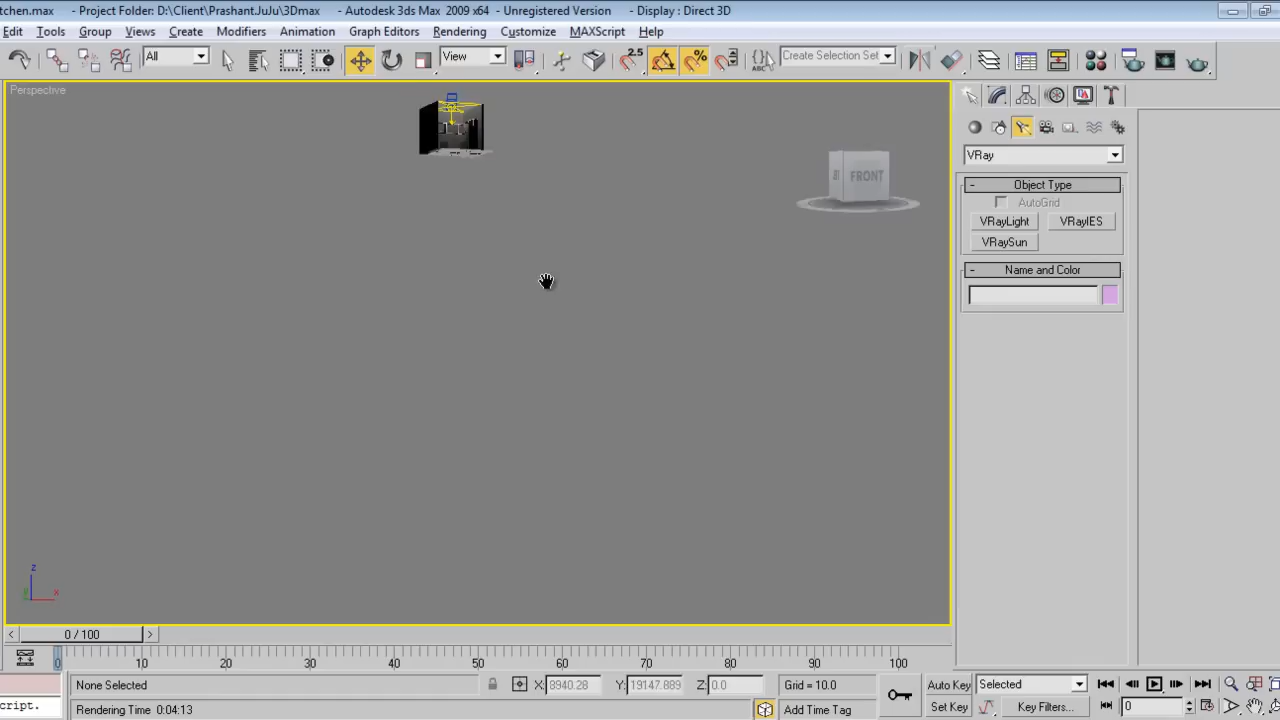 tchen.max - Project Folder: D:\Client\PrashantJuJu\3Dmax - Autodesk 3ds Max 2009 x64 - Unregistered Version - Display : Direct 3D
Edit Tools Group Views Create Modifiers Animation Graph Editors Rendering Customize MAXScript Help
All View 2.5 Create Selection Set
Perspective
FRONT
VRay
- Object Type
AutoGrid
VRayLight VRayIES
VRaySun
- Name and Color
z
x
< 0 / 100 >
0 10 20 30 40 50 60 70 80 90 100
None Selected X: 8940.28 Y: 19147.889 Z: 0.0 Grid = 10.0 Auto Key Selected
cript. Rendering Time 0:04:13 Add Time Tag Set Key Key Filters... 0